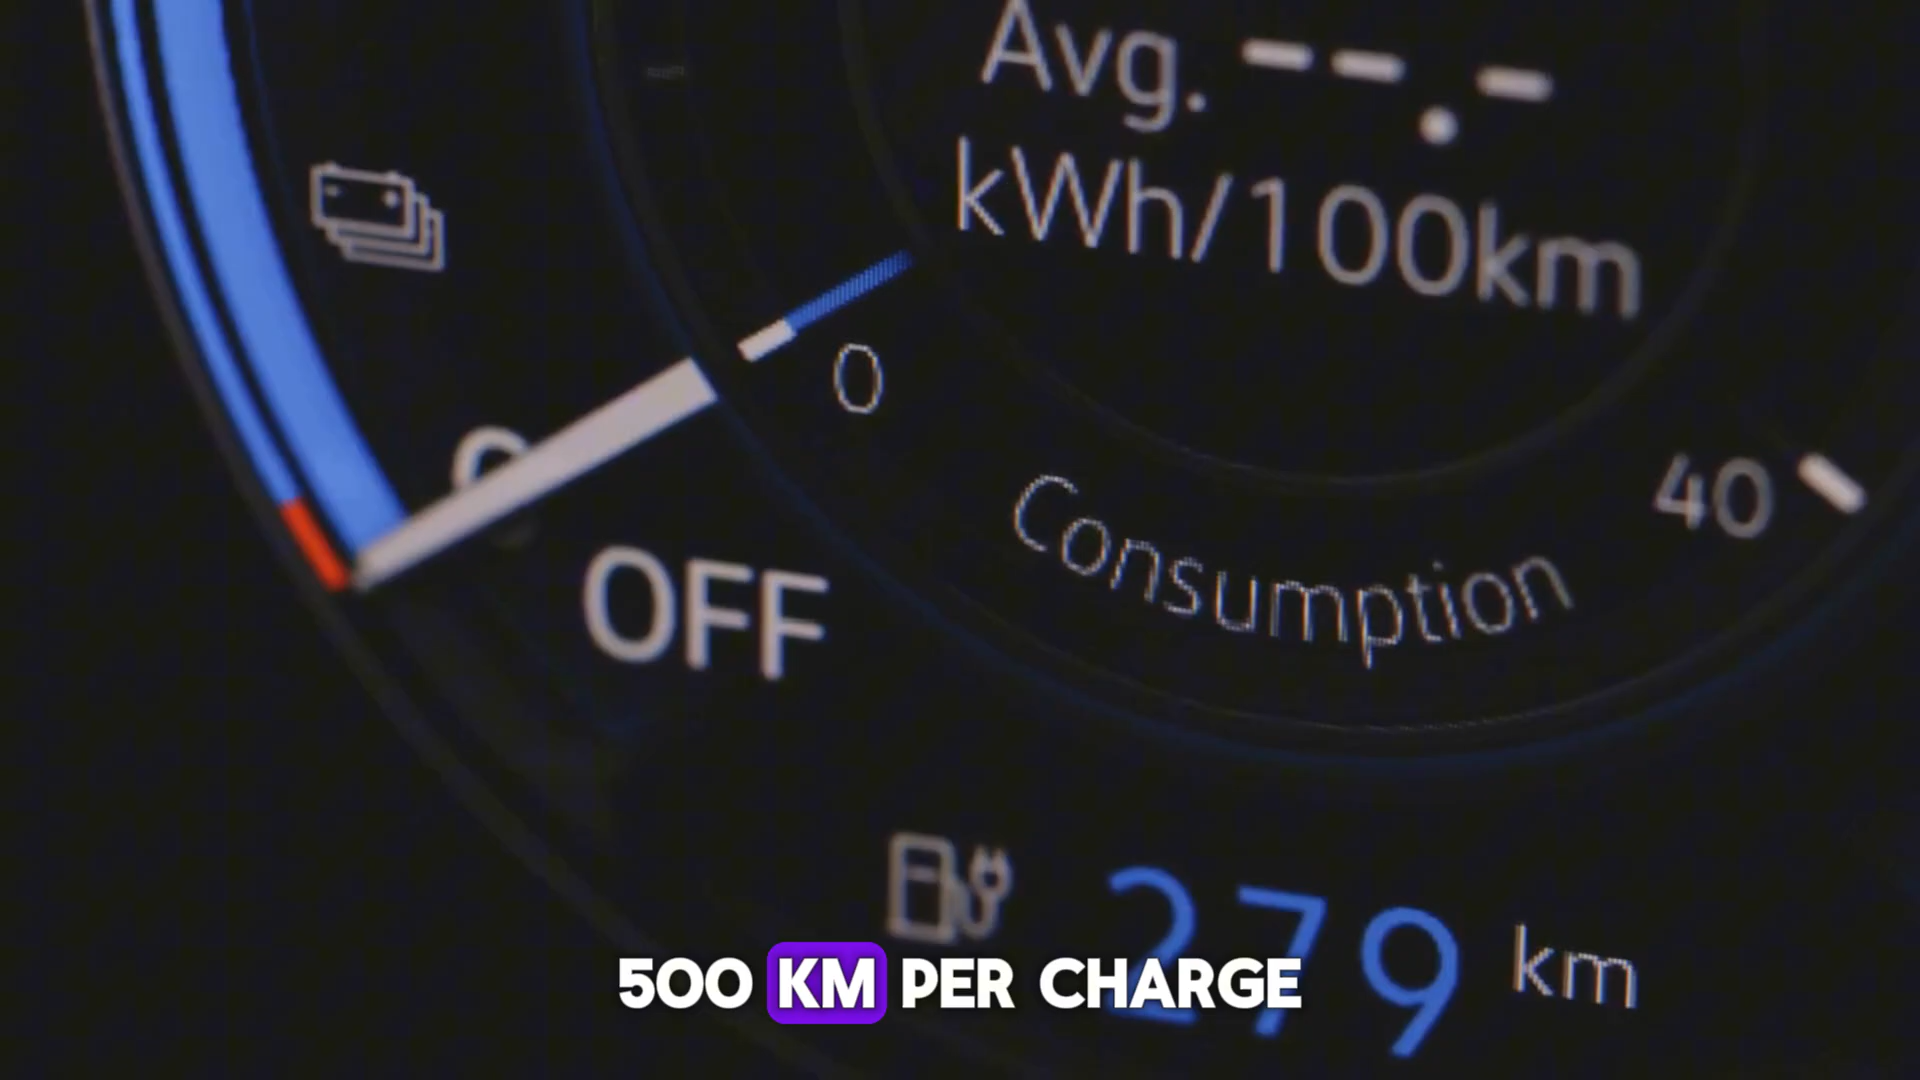 Avg. --.-
kWh/100km
0
40
Consumption
OFF
279 km
500 KM PER CHARGE